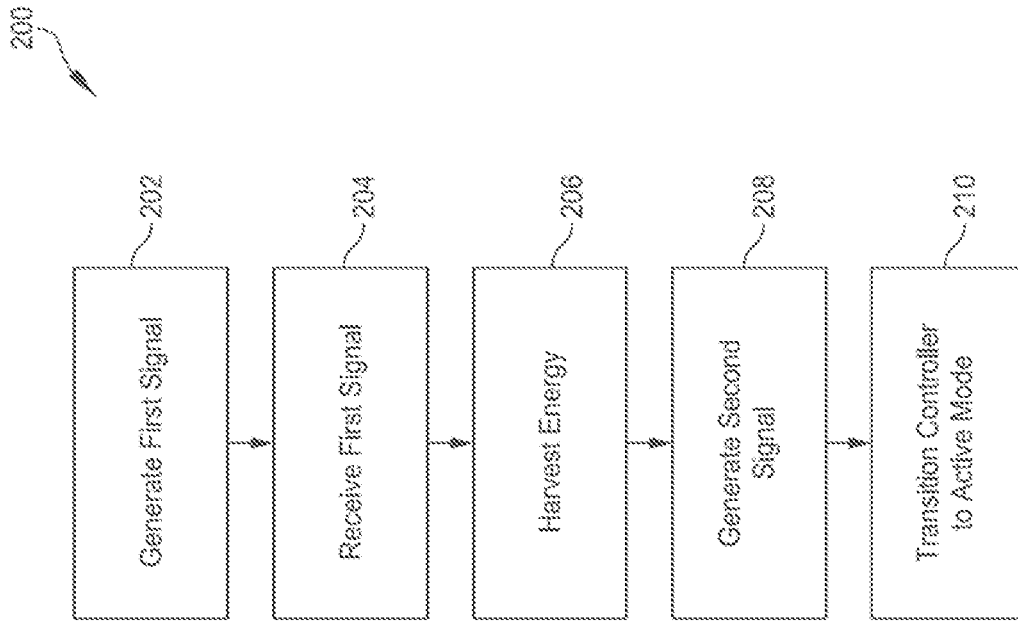 200
Generate First Signal
202
Receive First Signal
204
Harvest Energy
206
Generate Second
Signal
208
Transition Controller
to Active Mode
210